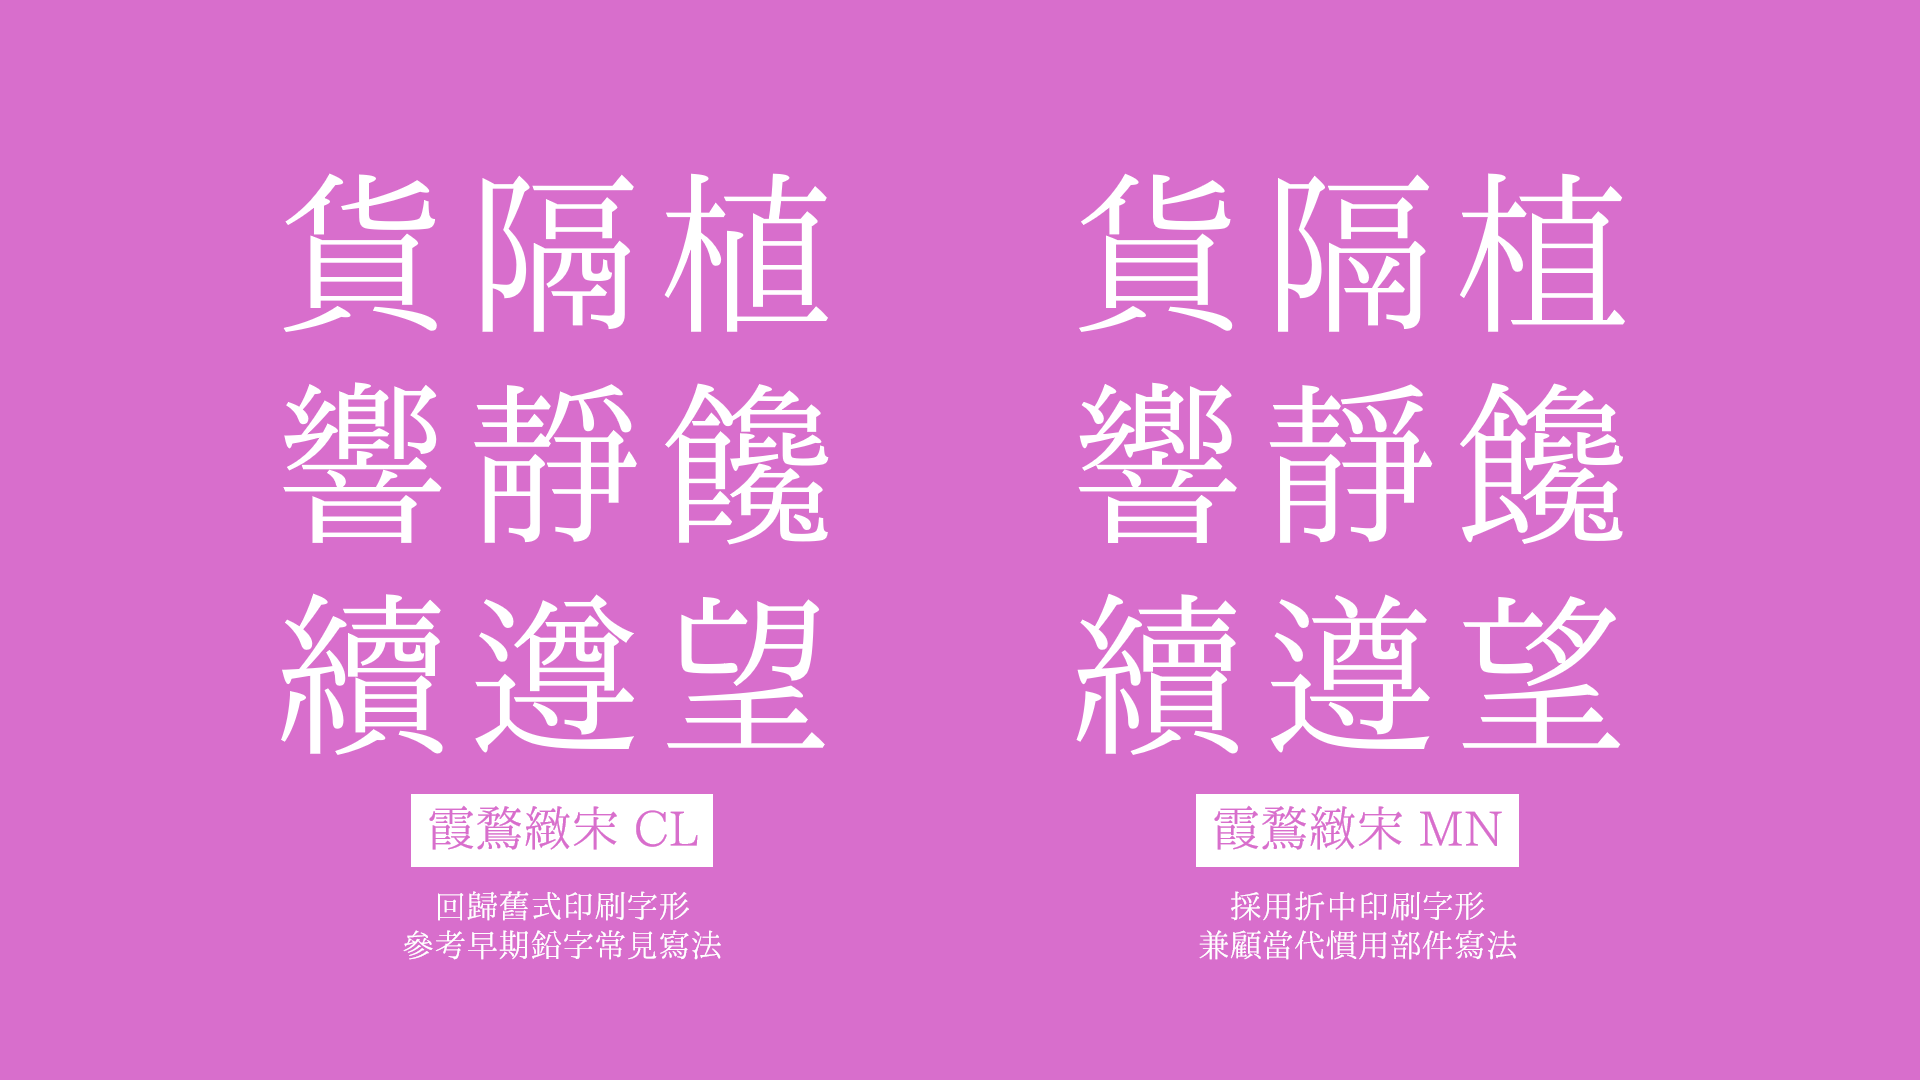 貨隔植
響靜饞
續遵望
霞鶩緻宋 CL
回歸舊式印刷字形
參考早期鉛字常見寫法
貨隔植
響靜饞
續遵望
霞鶩緻宋 MN
採用折中印刷字形
兼顧當代慣用部件寫法